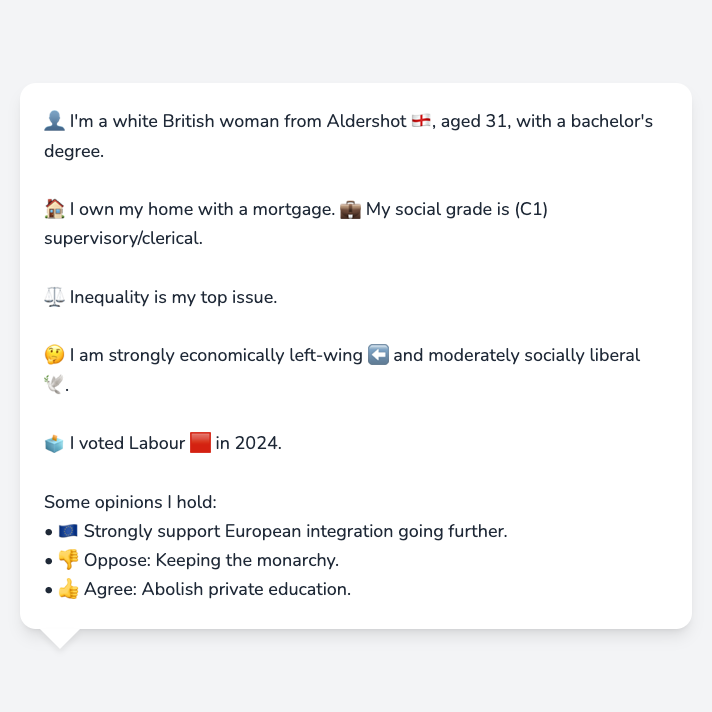 👤 I'm a white British woman from Aldershot 🏴󠁧󠁢󠁥󠁮󠁧󠁿, aged 31, with a bachelor's
degree.
🏠 I own my home with a mortgage. 💼 My social grade is (C1)
supervisory/clerical.
⚖️ Inequality is my top issue.
🤔 I am strongly economically left-wing ⬅️ and moderately socially liberal
🕊️.
🗳️ I voted Labour 🟥 in 2024.
Some opinions I hold:
• 🇪🇺 Strongly support European integration going further.
• 👎 Oppose: Keeping the monarchy.
• 👍 Agree: Abolish private education.